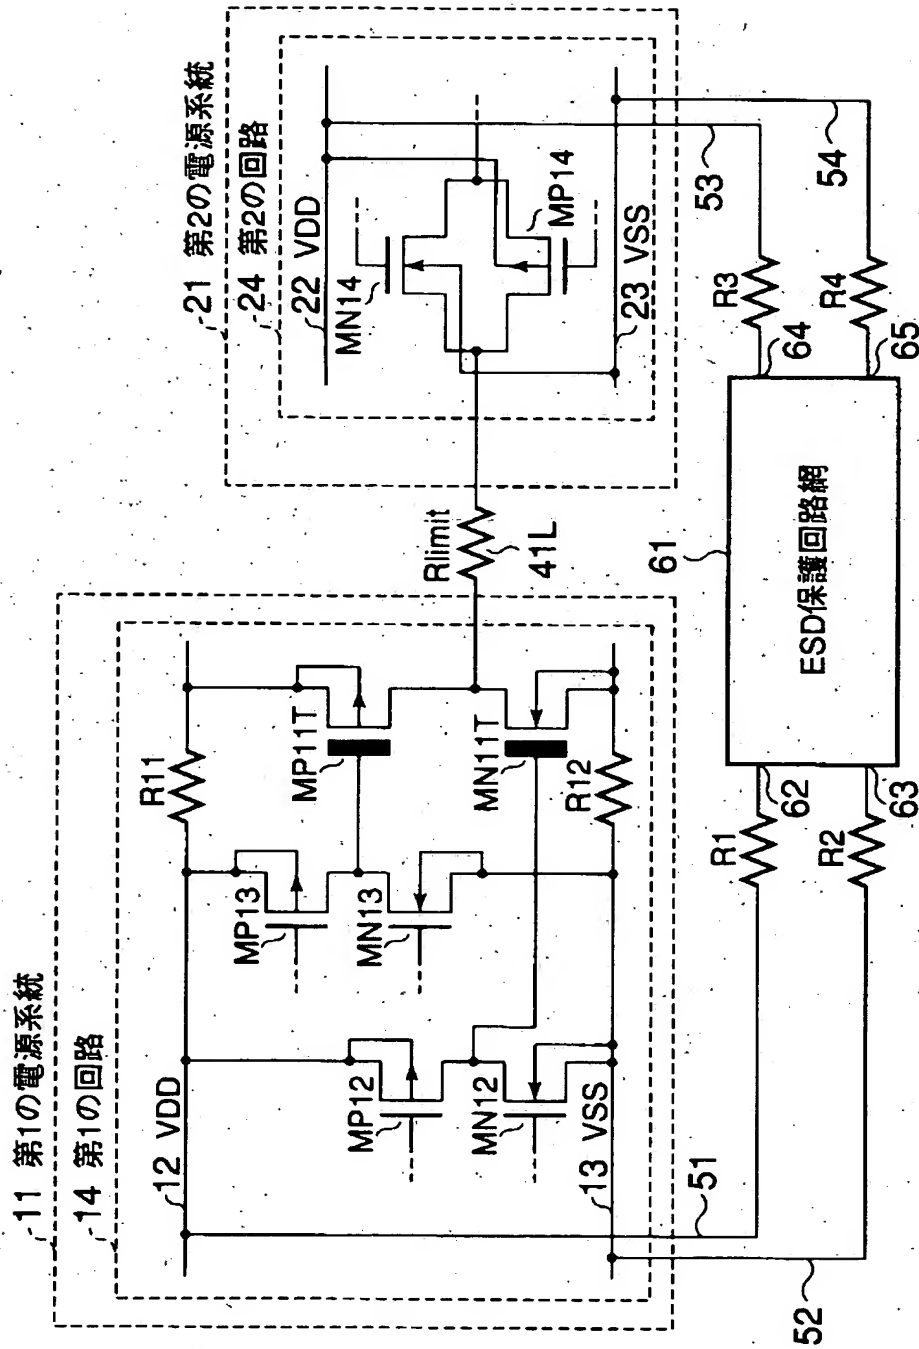 11 第1の電源系統
14 第1の回路
12 VDD
R11
MP13
MP11T
MN13
MP12
MN11T
MN12
R12
13 VSS
51
52
Rlimit
41L
21 第2の電源系統
24 第2の回路
22 VDD
MN14
MP14
23 VSS
53
54
R1
62
R2
63
61
ESD保護回路網
R3
64
R4
65